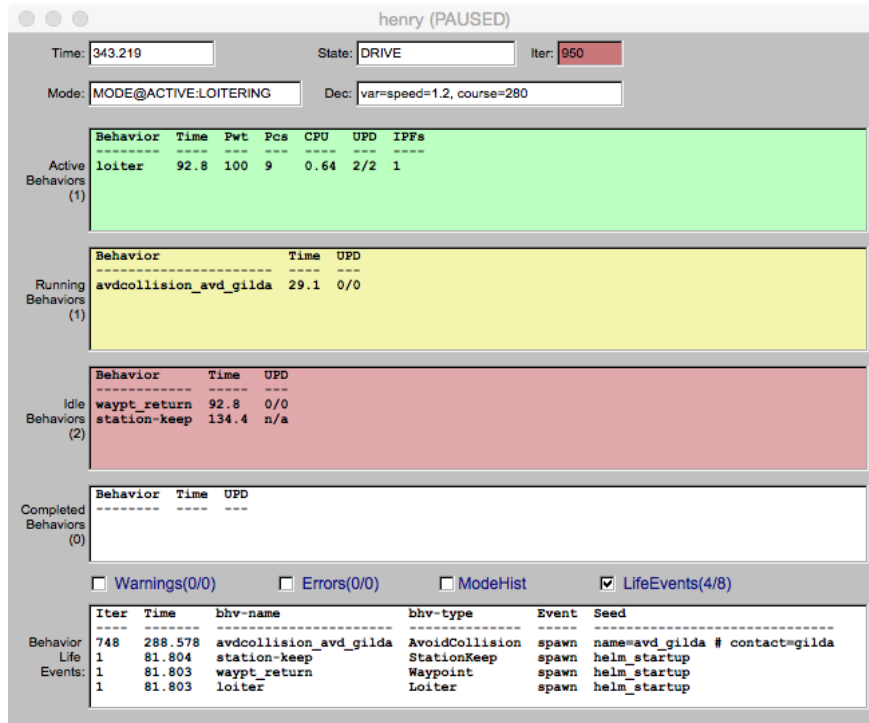 henry (PAUSED)
Time: 343.219 State: DRIVE Iter: 950
Mode: MODE@ACTIVE:LOITERING Dec: var=speed=1.2, course=280
Active Behaviors (1)
Behavior Time Pwt Pcs CPU UPD IPFs
-------- ---- --- --- ---- --- ----
loiter 92.8 100 9 0.64 2/2 1
Running Behaviors (1)
Behavior Time UPD
---------------------- ---- ---
avdcollision_avd_gilda 29.1 0/0
Idle Behaviors (2)
Behavior Time UPD
------------ ----- ---
waypt_return 92.8 0/0
station-keep 134.4 n/a
Completed Behaviors (0)
Behavior Time UPD
-------- ---- ---
Warnings(0/0) Errors(0/0) ModeHist LifeEvents(4/8)
Behavior Life Events:
Iter Time bhv-name bhv-type Event Seed
---- ------- ---------------------- -------------- ----- ------------------------------
748 288.578 avdcollision_avd_gilda AvoidCollision spawn name=avd_gilda # contact=gilda
1 81.804 station-keep StationKeep spawn helm_startup
1 81.803 waypt_return Waypoint spawn helm_startup
1 81.803 loiter Loiter spawn helm_startup